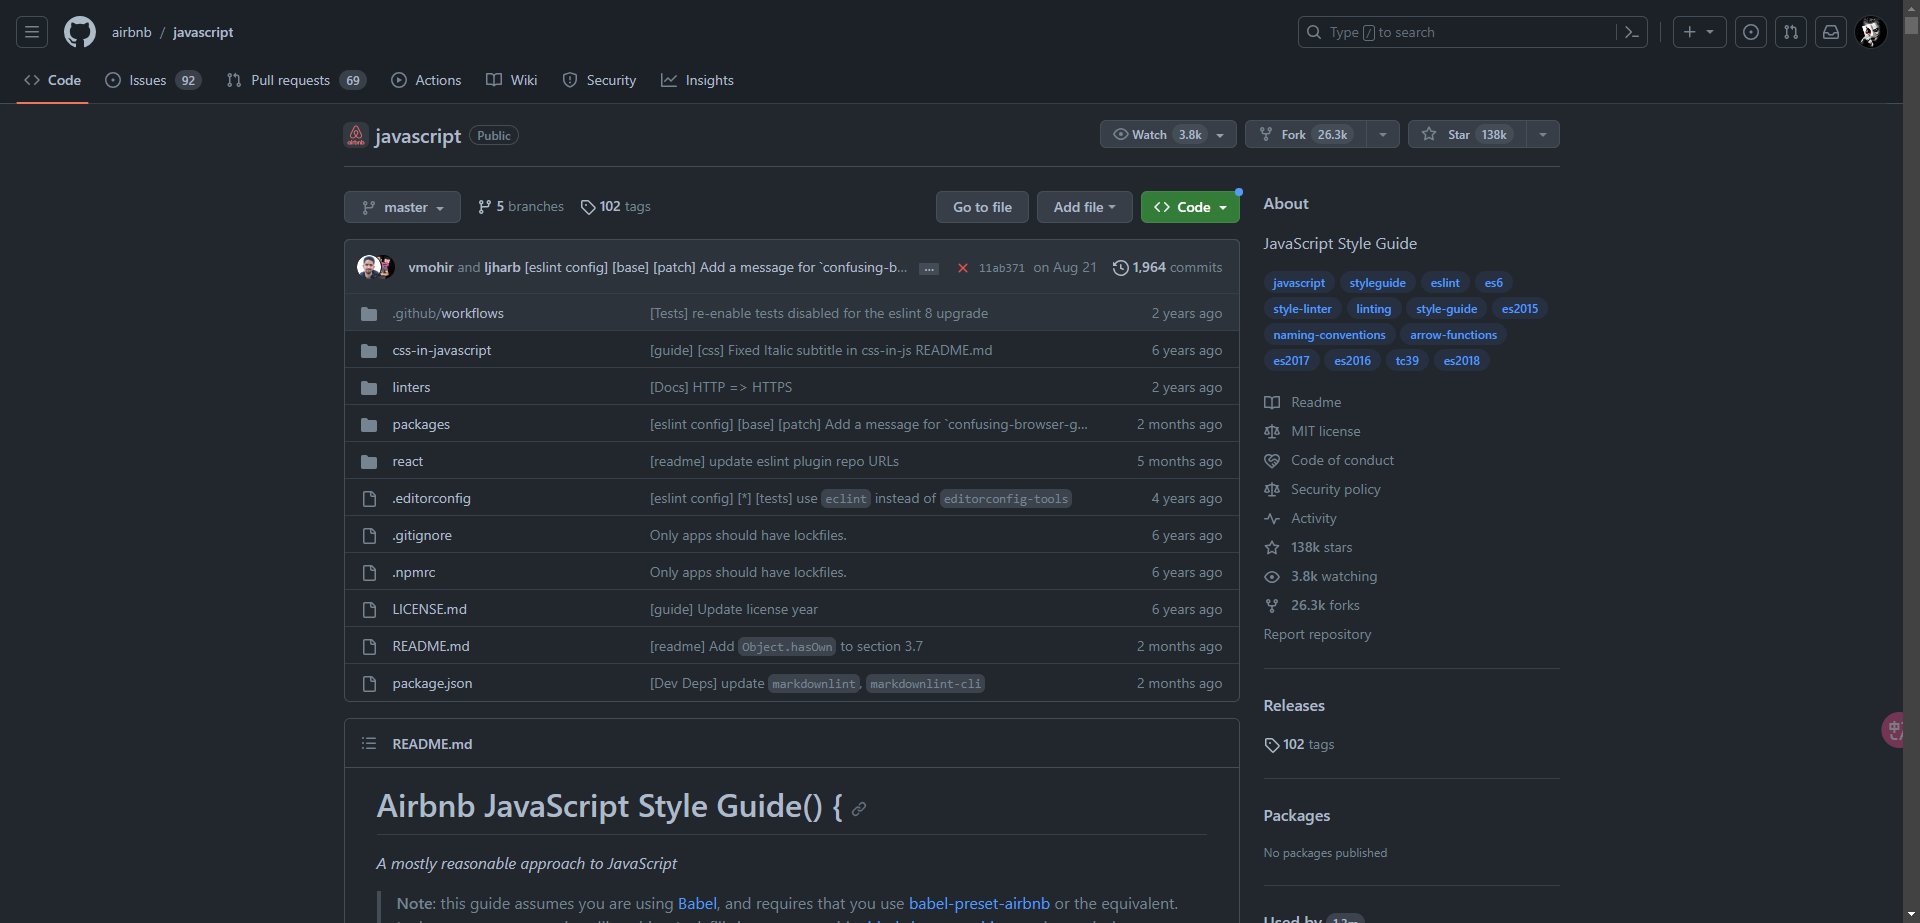 airbnb / javascript
Type / to search
Code Issues 92 Pull requests 69 Actions Wiki Security Insights
javascript Public
Watch 3.8k Fork 26.3k Star 138k
master 5 branches 102 tags Go to file Add file Code
vmohir and ljharb [eslint config] [base] [patch] Add a message for `confusing-b... ... 11ab371 on Aug 21 1,964 commits
.github/workflows [Tests] re-enable tests disabled for the eslint 8 upgrade 2 years ago
css-in-javascript [guide] [css] Fixed Italic subtitle in css-in-js README.md 6 years ago
linters [Docs] HTTP => HTTPS 2 years ago
packages [eslint config] [base] [patch] Add a message for `confusing-browser-g... 2 months ago
react [readme] update eslint plugin repo URLs 5 months ago
.editorconfig [eslint config] [*] [tests] use eclint instead of editorconfig-tools 4 years ago
.gitignore Only apps should have lockfiles. 6 years ago
.npmrc Only apps should have lockfiles. 6 years ago
LICENSE.md [guide] Update license year 6 years ago
README.md [readme] Add Object.hasOwn to section 3.7 2 months ago
package.json [Dev Deps] update markdownlint, markdownlint-cli 2 months ago
README.md
Airbnb JavaScript Style Guide() {
A mostly reasonable approach to JavaScript
Note: this guide assumes you are using Babel, and requires that you use babel-preset-airbnb or the equivalent.
About
JavaScript Style Guide
javascript styleguide eslint es6
style-linter linting style-guide es2015
naming-conventions arrow-functions
es2017 es2016 tc39 es2018
Readme
MIT license
Code of conduct
Security policy
Activity
138k stars
3.8k watching
26.3k forks
Report repository
Releases
102 tags
Packages
No packages published
Used by